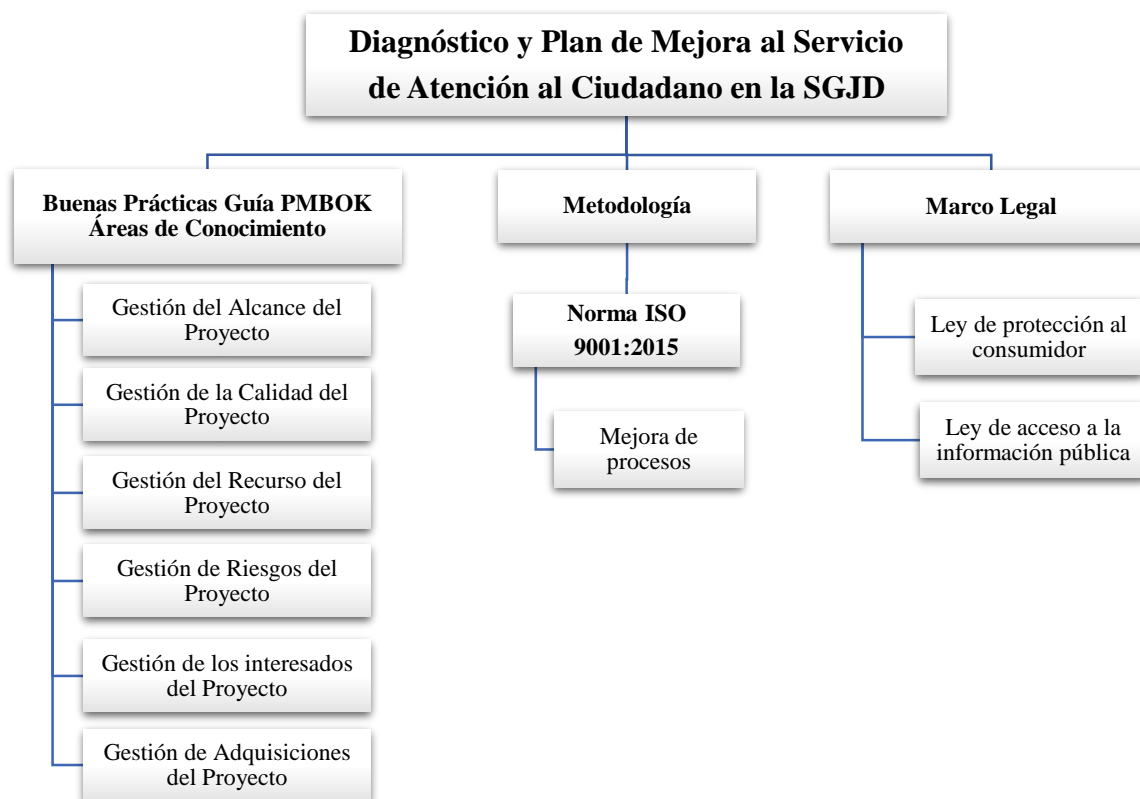 Diagnóstico y Plan de Mejora al Servicio
de Atención al Ciudadano en la SGJD
Buenas Prácticas Guía PMBOK
Áreas de Conocimiento
Gestión del Alcance del
Proyecto
Gestión de la Calidad del
Proyecto
Gestión del Recurso del
Proyecto
Gestión de Riesgos del
Proyecto
Gestión de los interesados
del Proyecto
Gestión de Adquisiciones
del Proyecto
Metodología
Norma ISO
9001:2015
Mejora de
procesos
Marco Legal
Ley de protección al
consumidor
Ley de acceso a la
información pública